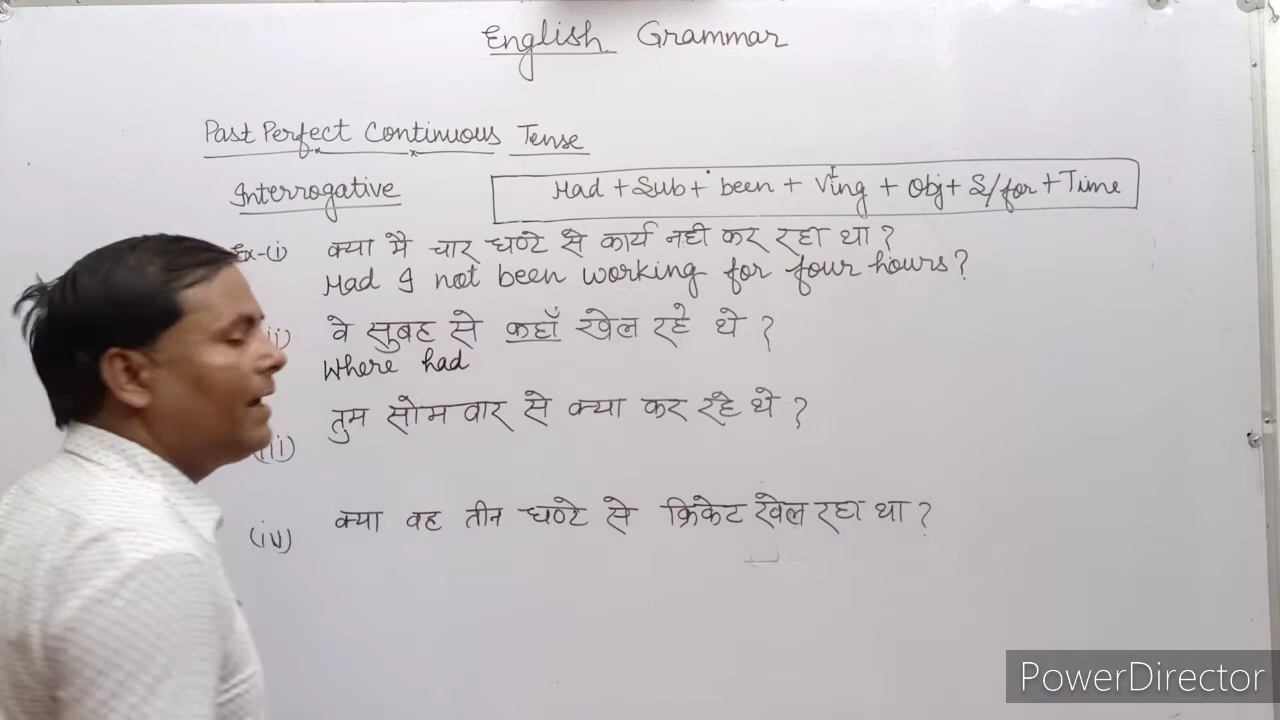 English Grammar
Past Perfect Continuous Tense
Interrogative
Had + Sub + been + Ving + Obj + S/for + Time
Ex-(i) क्या मै चार घण्टे से कार्य नही कर रहा था ?
Had I not been working for four hours ?
वे सुबह से कहाँ खेल रहे थे ?
Where had
(iii) तुम सोमवार से क्या कर रहे थे ?
(iv) क्या वह तीन घण्टे से क्रिकेट खेल रहा था ?
PowerDirector